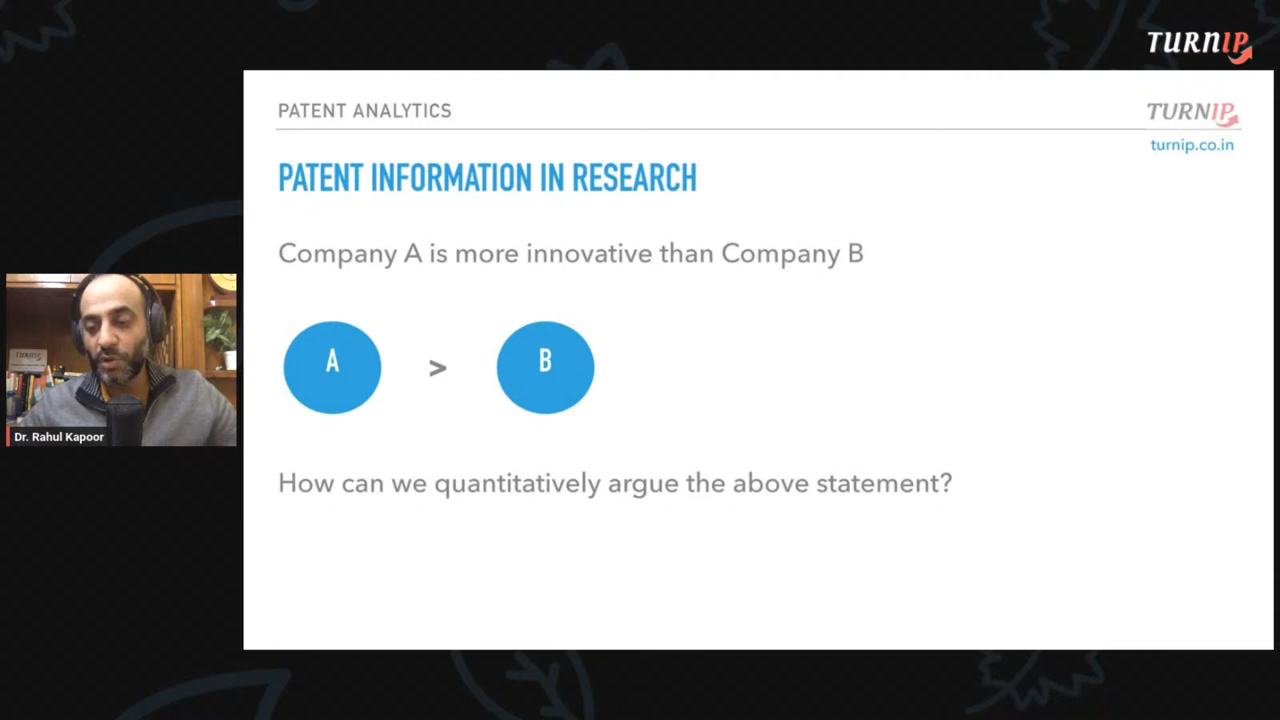 TURNIP
PATENT ANALYTICS
TURNIP
turnip.co.in
PATENT INFORMATION IN RESEARCH
Company A is more innovative than Company B
A > B
How can we quantitatively argue the above statement?
TURNIP
Dr. Rahul Kapoor